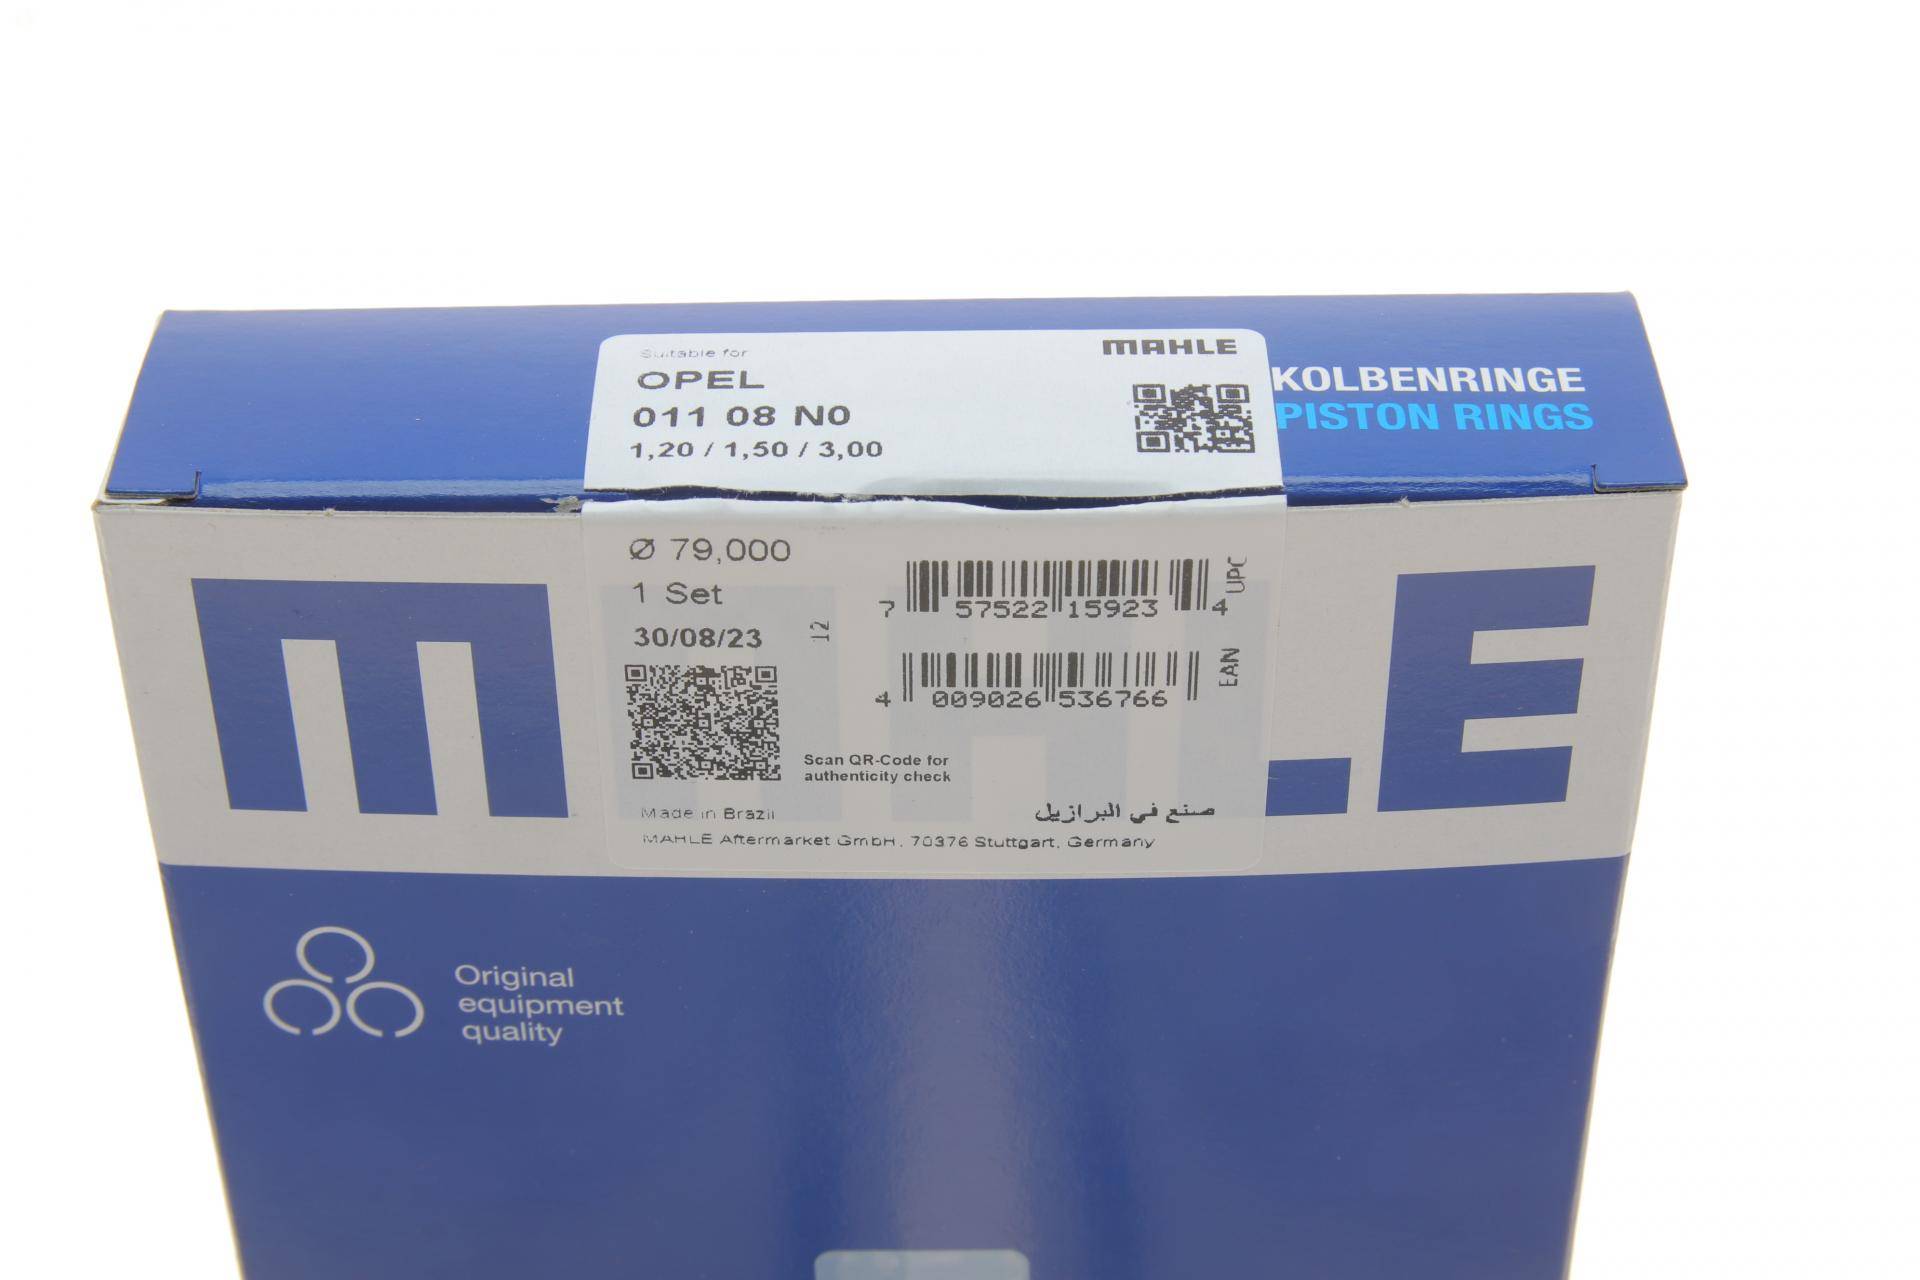 Suitable for
MAHLE
OPEL
011 08 N0
1,20 / 1,50 / 3,00
KOLBENRINGE
PISTON RINGS
Ø 79,000
1 Set
30/08/23
12
7 57522 15923 4
UPC
4 009026 536766
EAN
Scan QR-Code for
authenticity check
Made in Brazil
صنع في البرازيل
MAHLE Aftermarket GmbH, 70376 Stuttgart, Germany
MAHLE
Original
equipment
quality